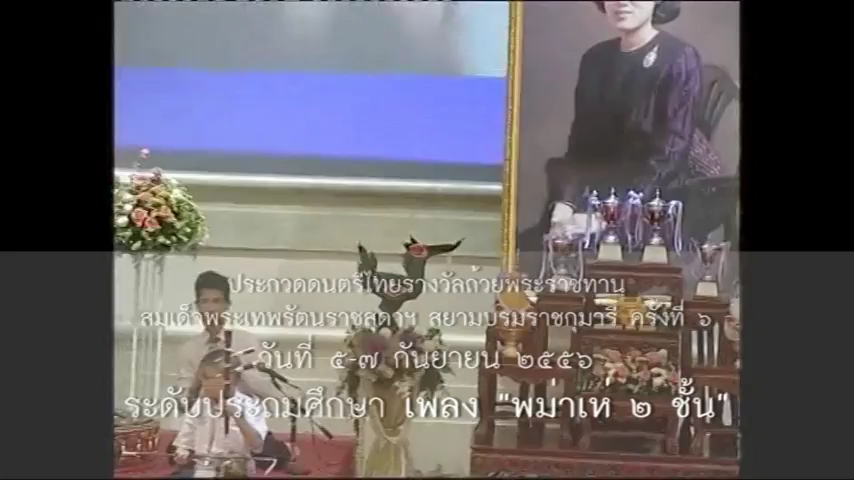 ประกวดดนตรีไทยรางวัลถ้วยพระราชทาน
สมเด็จพระเทพรัตนราชสุดาฯ สยามบรมราชกุมารี ครั้งที่ ๖
วันที่ ๕-๗ กันยายน ๒๕๕๖
ระดับประถมศึกษา เพลง "พม่าเห่ ๒ ชั้น"